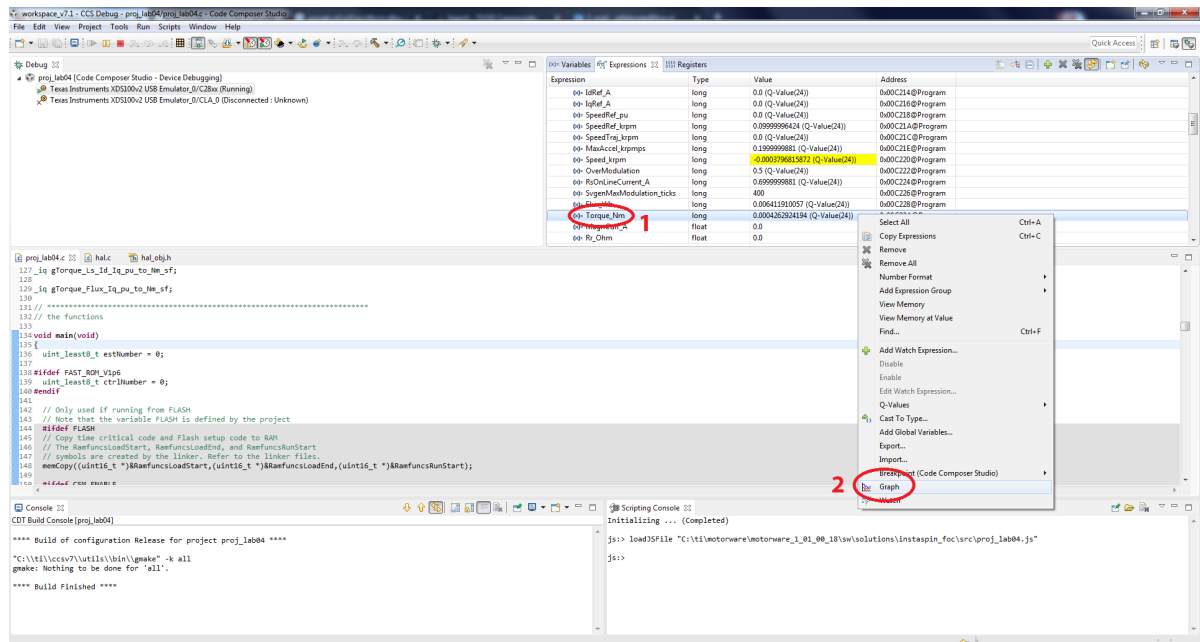 workspace_v7.1 - CCS Debug - proj_lab04/proj_lab04.c - Code Composer Studio
File Edit View Project Tools Run Scripts Window Help
Quick Access
Debug
proj_lab04 [Code Composer Studio - Device Debugging]
Texas Instruments XDS100v2 USB Emulator_0/C28xx (Running)
Texas Instruments XDS100v2 USB Emulator_0/CLA_0 (Disconnected : Unknown)
(x)= Variables Expressions Registers
Expression Type Value Address
(x)= IdRef_A long 0.0 (Q-Value(24)) 0x00C214@Program
(x)= IqRef_A long 0.0 (Q-Value(24)) 0x00C216@Program
(x)= SpeedRef_pu long 0.0 (Q-Value(24)) 0x00C218@Program
(x)= SpeedRef_krpm long 0.09999996424 (Q-Value(24)) 0x00C21A@Program
(x)= SpeedTraj_krpm long 0.0 (Q-Value(24)) 0x00C21C@Program
(x)= MaxAccel_krpmps long 0.1999999881 (Q-Value(24)) 0x00C21E@Program
(x)= Speed_krpm long -0.0003796815872 (Q-Value(24)) 0x00C220@Program
(x)= OverModulation long 0.5 (Q-Value(24)) 0x00C222@Program
(x)= RsOnLineCurrent_A long 0.6999999881 (Q-Value(24)) 0x00C224@Program
(x)= SvgenMaxModulation_ticks long 400 0x00C226@Program
(x)= Flux_Wb long 0.006411910057 (Q-Value(24)) 0x00C228@Program
(x)= Torque_Nm long 0.0004262924194 (Q-Value(24))
1
(x)= MagnCurr_A float 0.0
(x)= Rr_Ohm float 0.0
Select All Ctrl+A
Copy Expressions Ctrl+C
Remove
Remove All
Number Format
Add Expression Group
View Memory
View Memory at Value
Find... Ctrl+F
Add Watch Expression...
Disable
Enable
Edit Watch Expression...
Q-Values
Cast To Type...
Add Global Variables...
Export...
Import...
Breakpoint (Code Composer Studio)
2 Graph
Watch
proj_lab04.c hal.c hal_obj.h
127 _iq gTorque_Ls_Id_Iq_pu_to_Nm_sf;
128
129 _iq gTorque_Flux_Iq_pu_to_Nm_sf;
130
131 // **************************************************************************
132 // the functions
133
134 void main(void)
135 {
136 uint_least8_t estNumber = 0;
137
138 #ifdef FAST_ROM_V1p6
139 uint_least8_t ctrlNumber = 0;
140 #endif
141
142 // Only used if running from FLASH
143 // Note that the variable FLASH is defined by the project
144 #ifdef FLASH
145 // Copy time critical code and Flash setup code to RAM
146 // The RamfuncsLoadStart, RamfuncsLoadEnd, and RamfuncsRunStart
147 // symbols are created by the linker. Refer to the linker files.
148 memCopy((uint16_t *)&RamfuncsLoadStart,(uint16_t *)&RamfuncsLoadEnd,(uint16_t *)&RamfuncsRunStart);
149
150 #ifdef CSM_ENABLE
Console
CDT Build Console [proj_lab04]
**** Build of configuration Release for project proj_lab04 ****
"C:\\ti\\ccsv7\\utils\\bin\\gmake" -k all
gmake: Nothing to be done for 'all'.
**** Build Finished ****
Scripting Console
Initializing ... (Completed)
js:> loadJSFile "C:\ti\motorware\motorware_1_01_00_18\sw\solutions\instaspin_foc\src\proj_lab04.js"
js:>